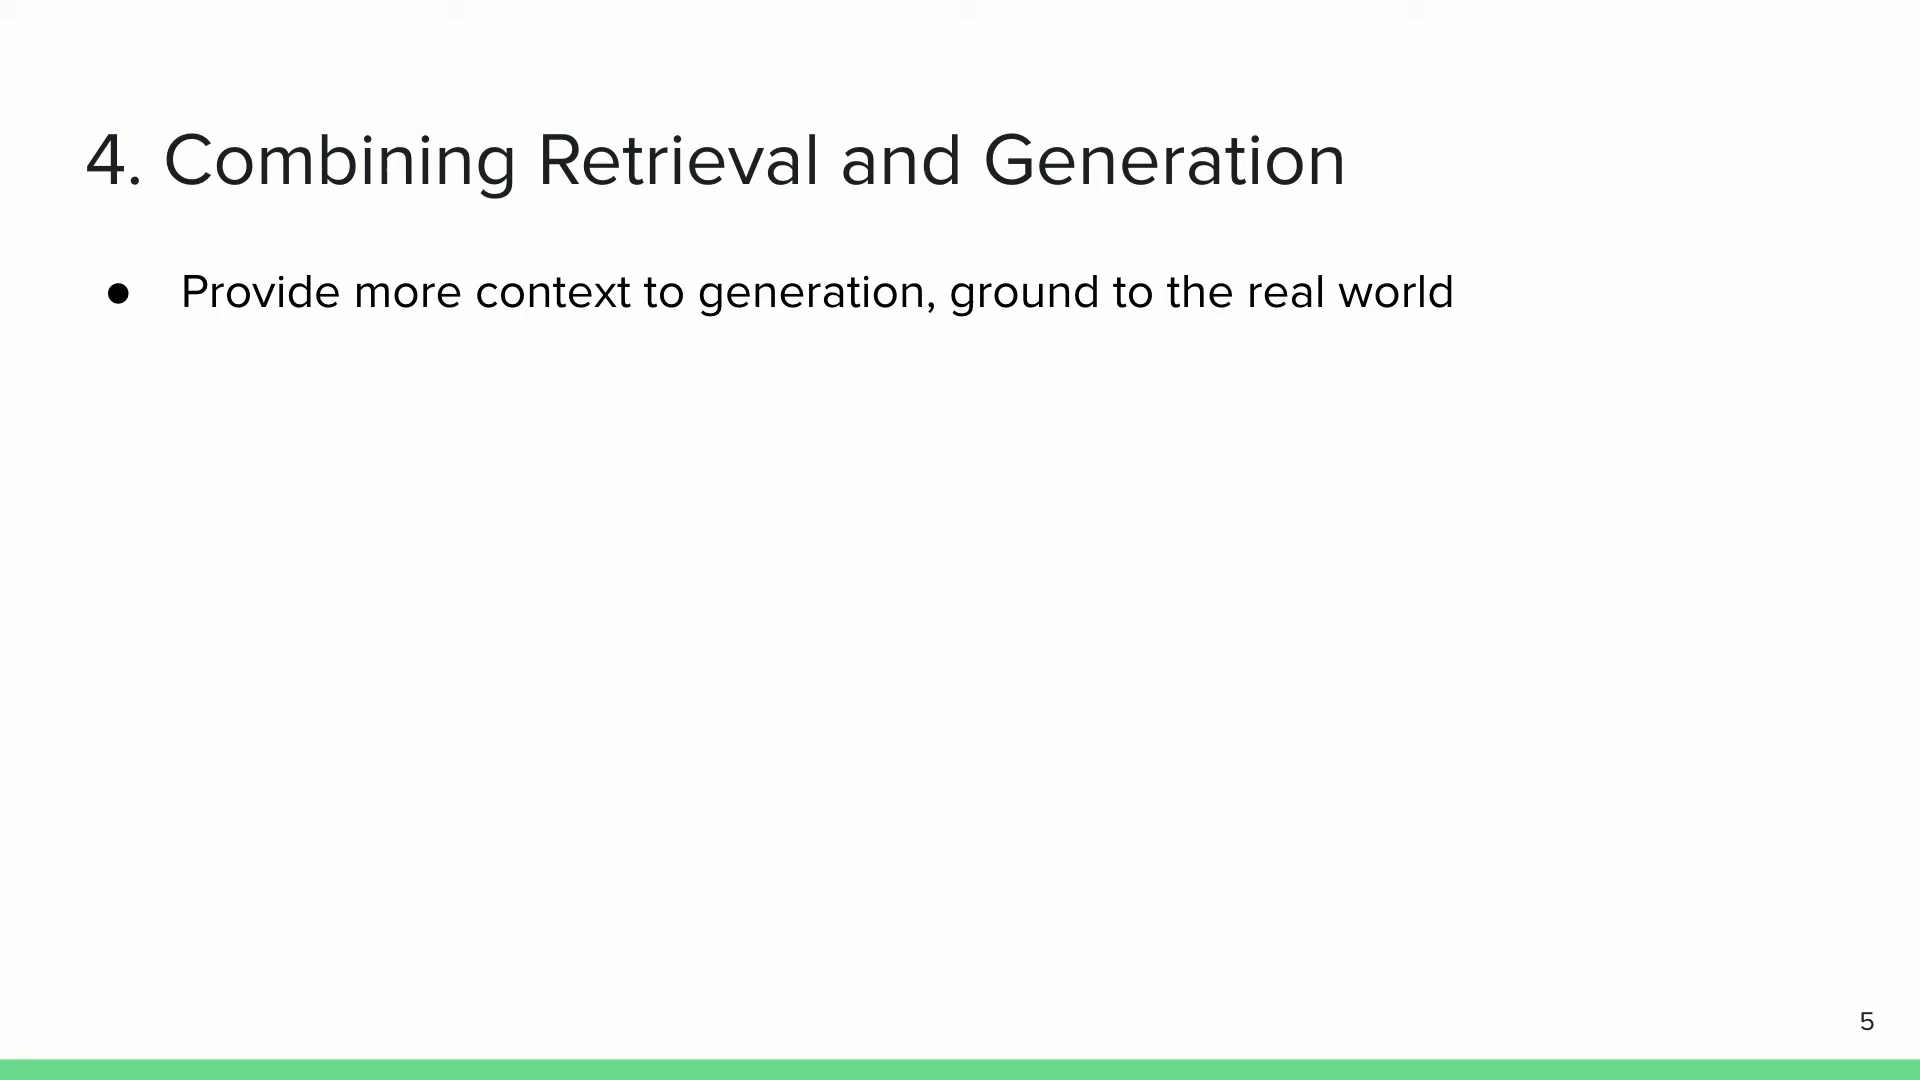 4. Combining Retrieval and Generation
● Provide more context to generation, ground to the real world
5